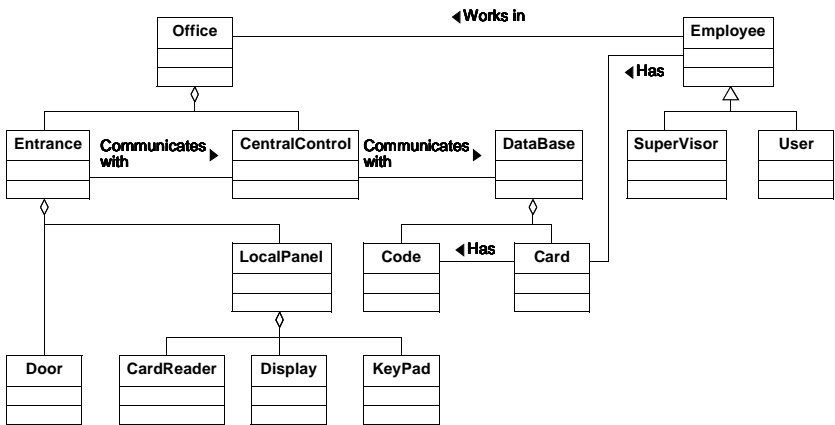 Works in
Office
Employee
Has
Entrance
Communicates
with
CentralControl
Communicates
with
DataBase
SuperVisor
User
LocalPanel
Code
Has
Card
Door
CardReader
Display
KeyPad